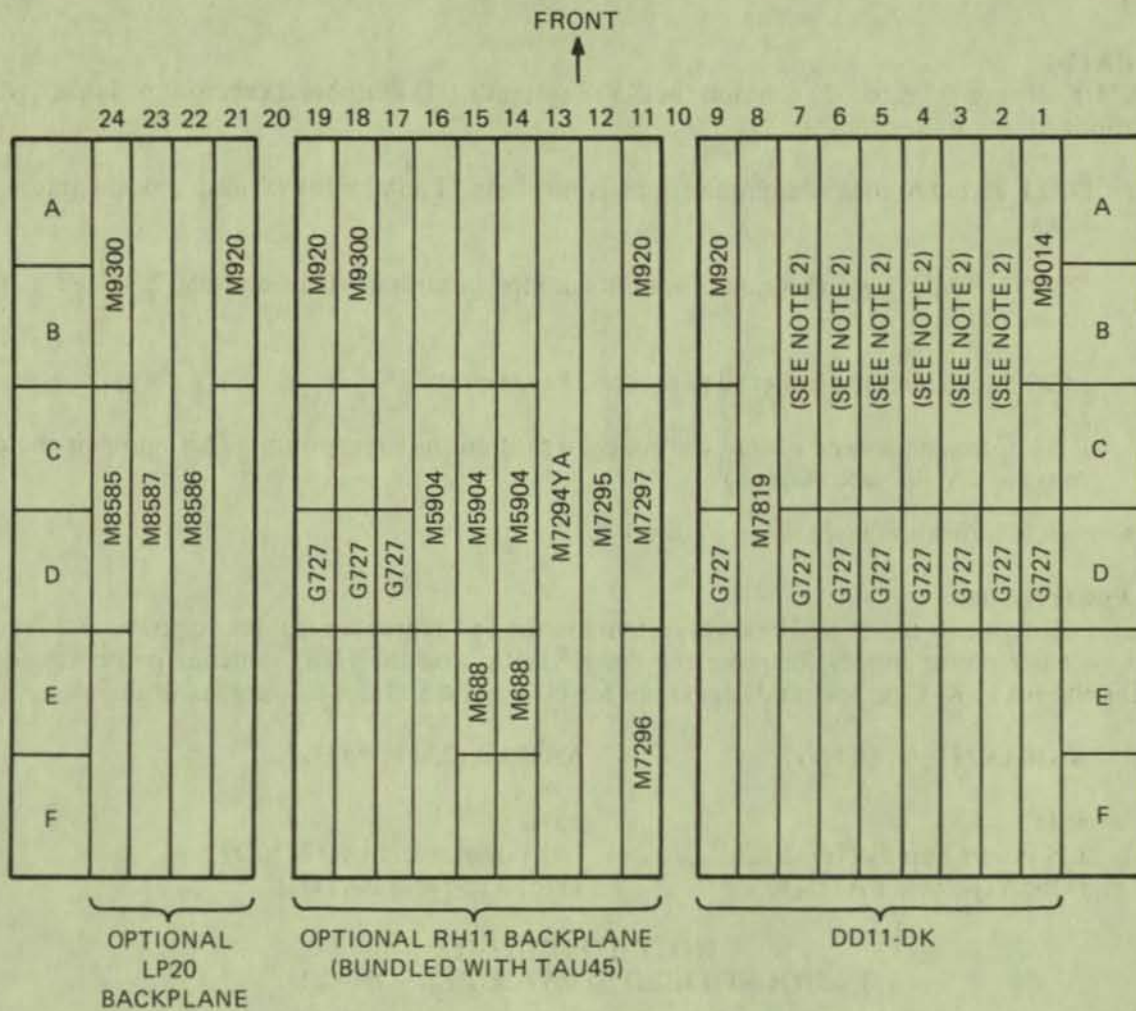 FRONT
24 23 22 21 20 19 18 17 16 15 14 13 12 11 10 9 8 7 6 5 4 3 2 1
A
B
C
D
E
F
M9300
M8585
M8587
M8586
M920
M920
G727
M9300
G727
G727
M5904
M5904
M688
M5904
M688
M7294YA
M7295
M920
M7297
M7296
M920
G727
M7819
(SEE NOTE 2)
G727
(SEE NOTE 2)
G727
(SEE NOTE 2)
G727
(SEE NOTE 2)
G727
(SEE NOTE 2)
G727
(SEE NOTE 2)
G727
M9014
G727
A
B
C
D
E
F
OPTIONAL
LP20
BACKPLANE
OPTIONAL RH11 BACKPLANE
(BUNDLED WITH TAU45)
DD11-DK